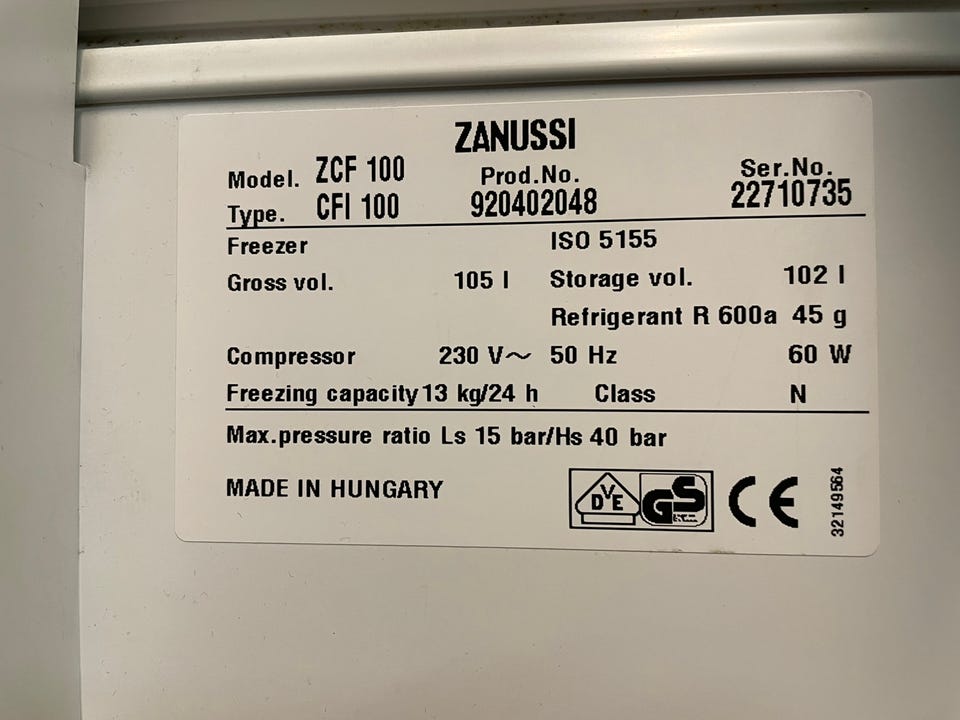 ZANUSSI
Model. ZCF 100 Prod.No. Ser.No.
Type. CFI 100 920402048 22710735
Freezer ISO 5155
Gross vol. 105 l Storage vol. 102 l
Refrigerant R 600a 45 g
Compressor 230 V~ 50 Hz 60 W
Freezing capacity 13 kg/24 h Class N
Max.pressure ratio Ls 15 bar/Hs 40 bar
MADE IN HUNGARY
DVE GS CE
32149564